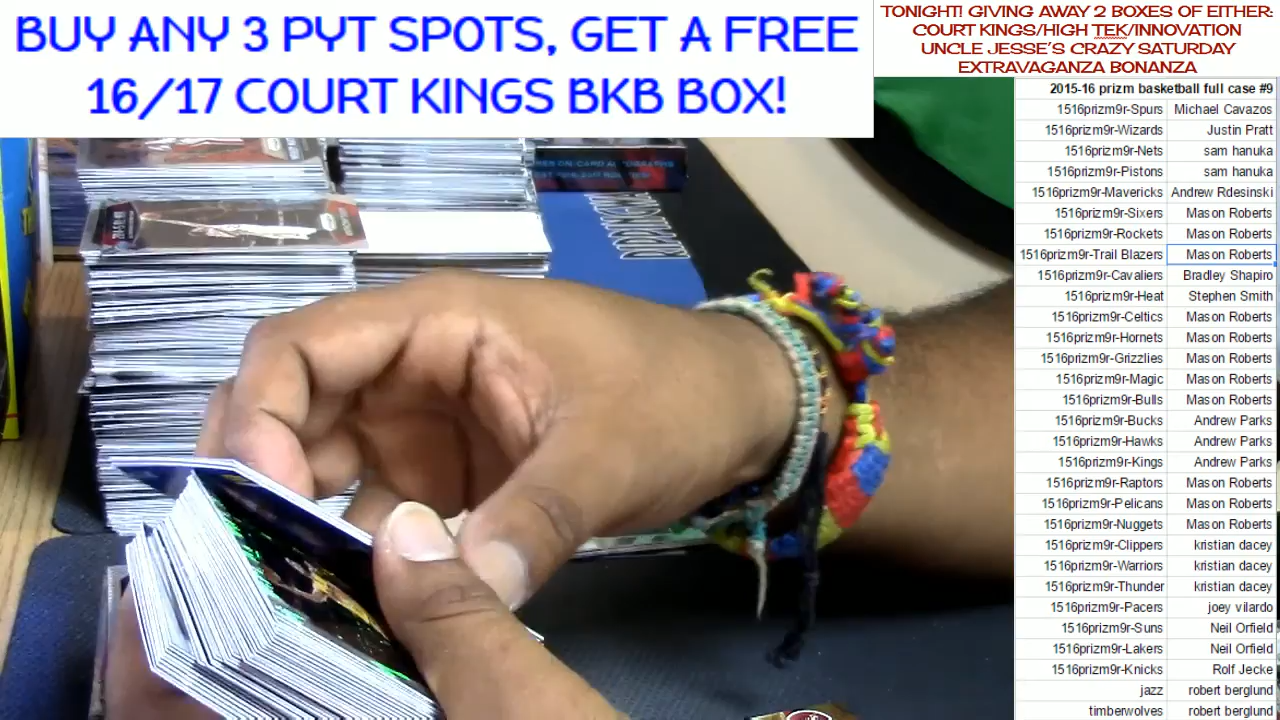 BUY ANY 3 PYT SPOTS, GET A FREE
16/17 COURT KINGS BKB BOX!
TONIGHT! GIVING AWAY 2 BOXES OF EITHER:
COURT KINGS/HIGH TEK/INNOVATION
UNCLE JESSE'S CRAZY SATURDAY
EXTRAVAGANZA BONANZA
2015-16 prizm basketball full case #9
1516prizm9r-Spurs Michael Cavazos
1516prizm9r-Wizards Justin Pratt
1516prizm9r-Nets sam hanuka
1516prizm9r-Pistons sam hanuka
1516prizm9r-Mavericks Andrew Rdesinski
1516prizm9r-Sixers Mason Roberts
1516prizm9r-Rockets Mason Roberts
1516prizm9r-Trail Blazers Mason Roberts
1516prizm9r-Cavaliers Bradley Shapiro
1516prizm9r-Heat Stephen Smith
1516prizm9r-Celtics Mason Roberts
1516prizm9r-Hornets Mason Roberts
1516prizm9r-Grizzlies Mason Roberts
1516prizm9r-Magic Mason Roberts
1516prizm9r-Bulls Mason Roberts
1516prizm9r-Bucks Andrew Parks
1516prizm9r-Hawks Andrew Parks
1516prizm9r-Kings Andrew Parks
1516prizm9r-Raptors Mason Roberts
1516prizm9r-Pelicans Mason Roberts
1516prizm9r-Nuggets Mason Roberts
1516prizm9r-Clippers kristian dacey
1516prizm9r-Warriors kristian dacey
1516prizm9r-Thunder kristian dacey
1516prizm9r-Pacers joey vilardo
1516prizm9r-Suns Neil Orfield
1516prizm9r-Lakers Neil Orfield
1516prizm9r-Knicks Rolf Jecke
jazz robert berglund
timberwolves robert berglund